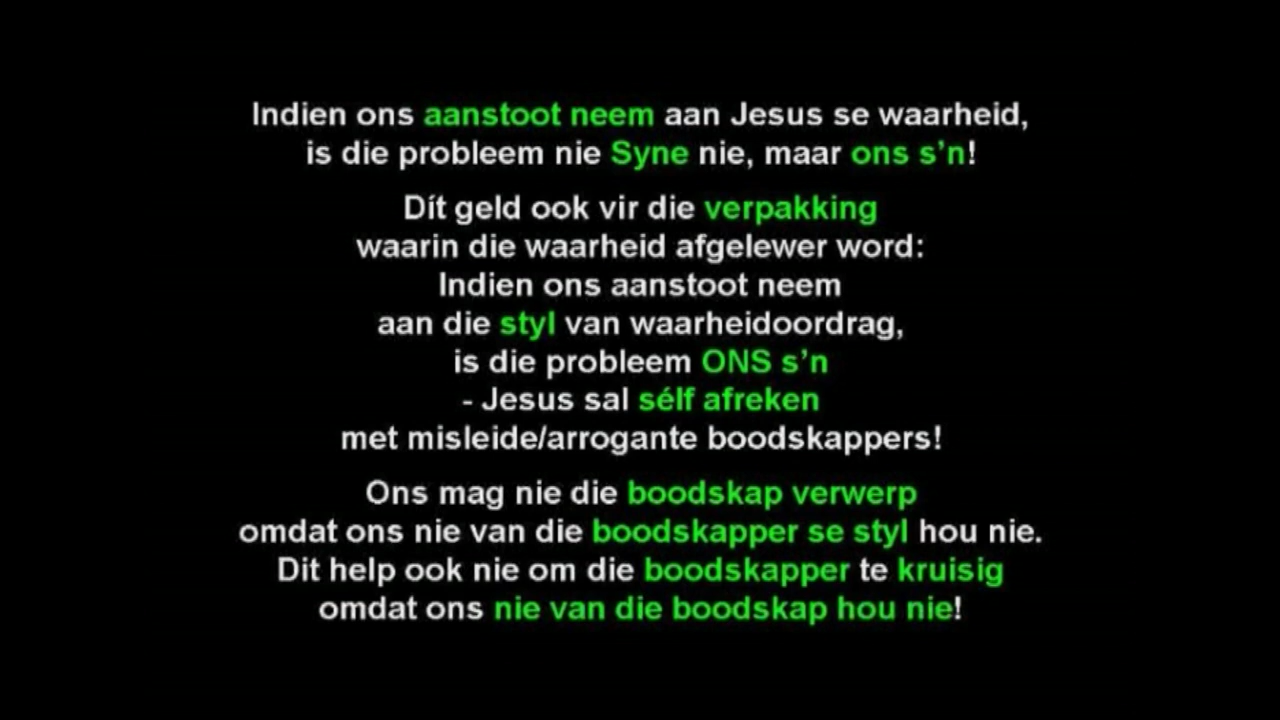 Indien ons aanstoot neem aan Jesus se waarheid,
is die probleem nie Syne nie, maar ons s’n!
Dít geld ook vir die verpakking
waarin die waarheid afgelewer word:
Indien ons aanstoot neem
aan die styl van waarheidoordrag,
is die probleem ONS s’n
- Jesus sal sélf afreken
met misleide/arrogante boodskappers!
Ons mag nie die boodskap verwerp
omdat ons nie van die boodskapper se styl hou nie.
Dit help ook nie om die boodskapper te kruisig
omdat ons nie van die boodskap hou nie!